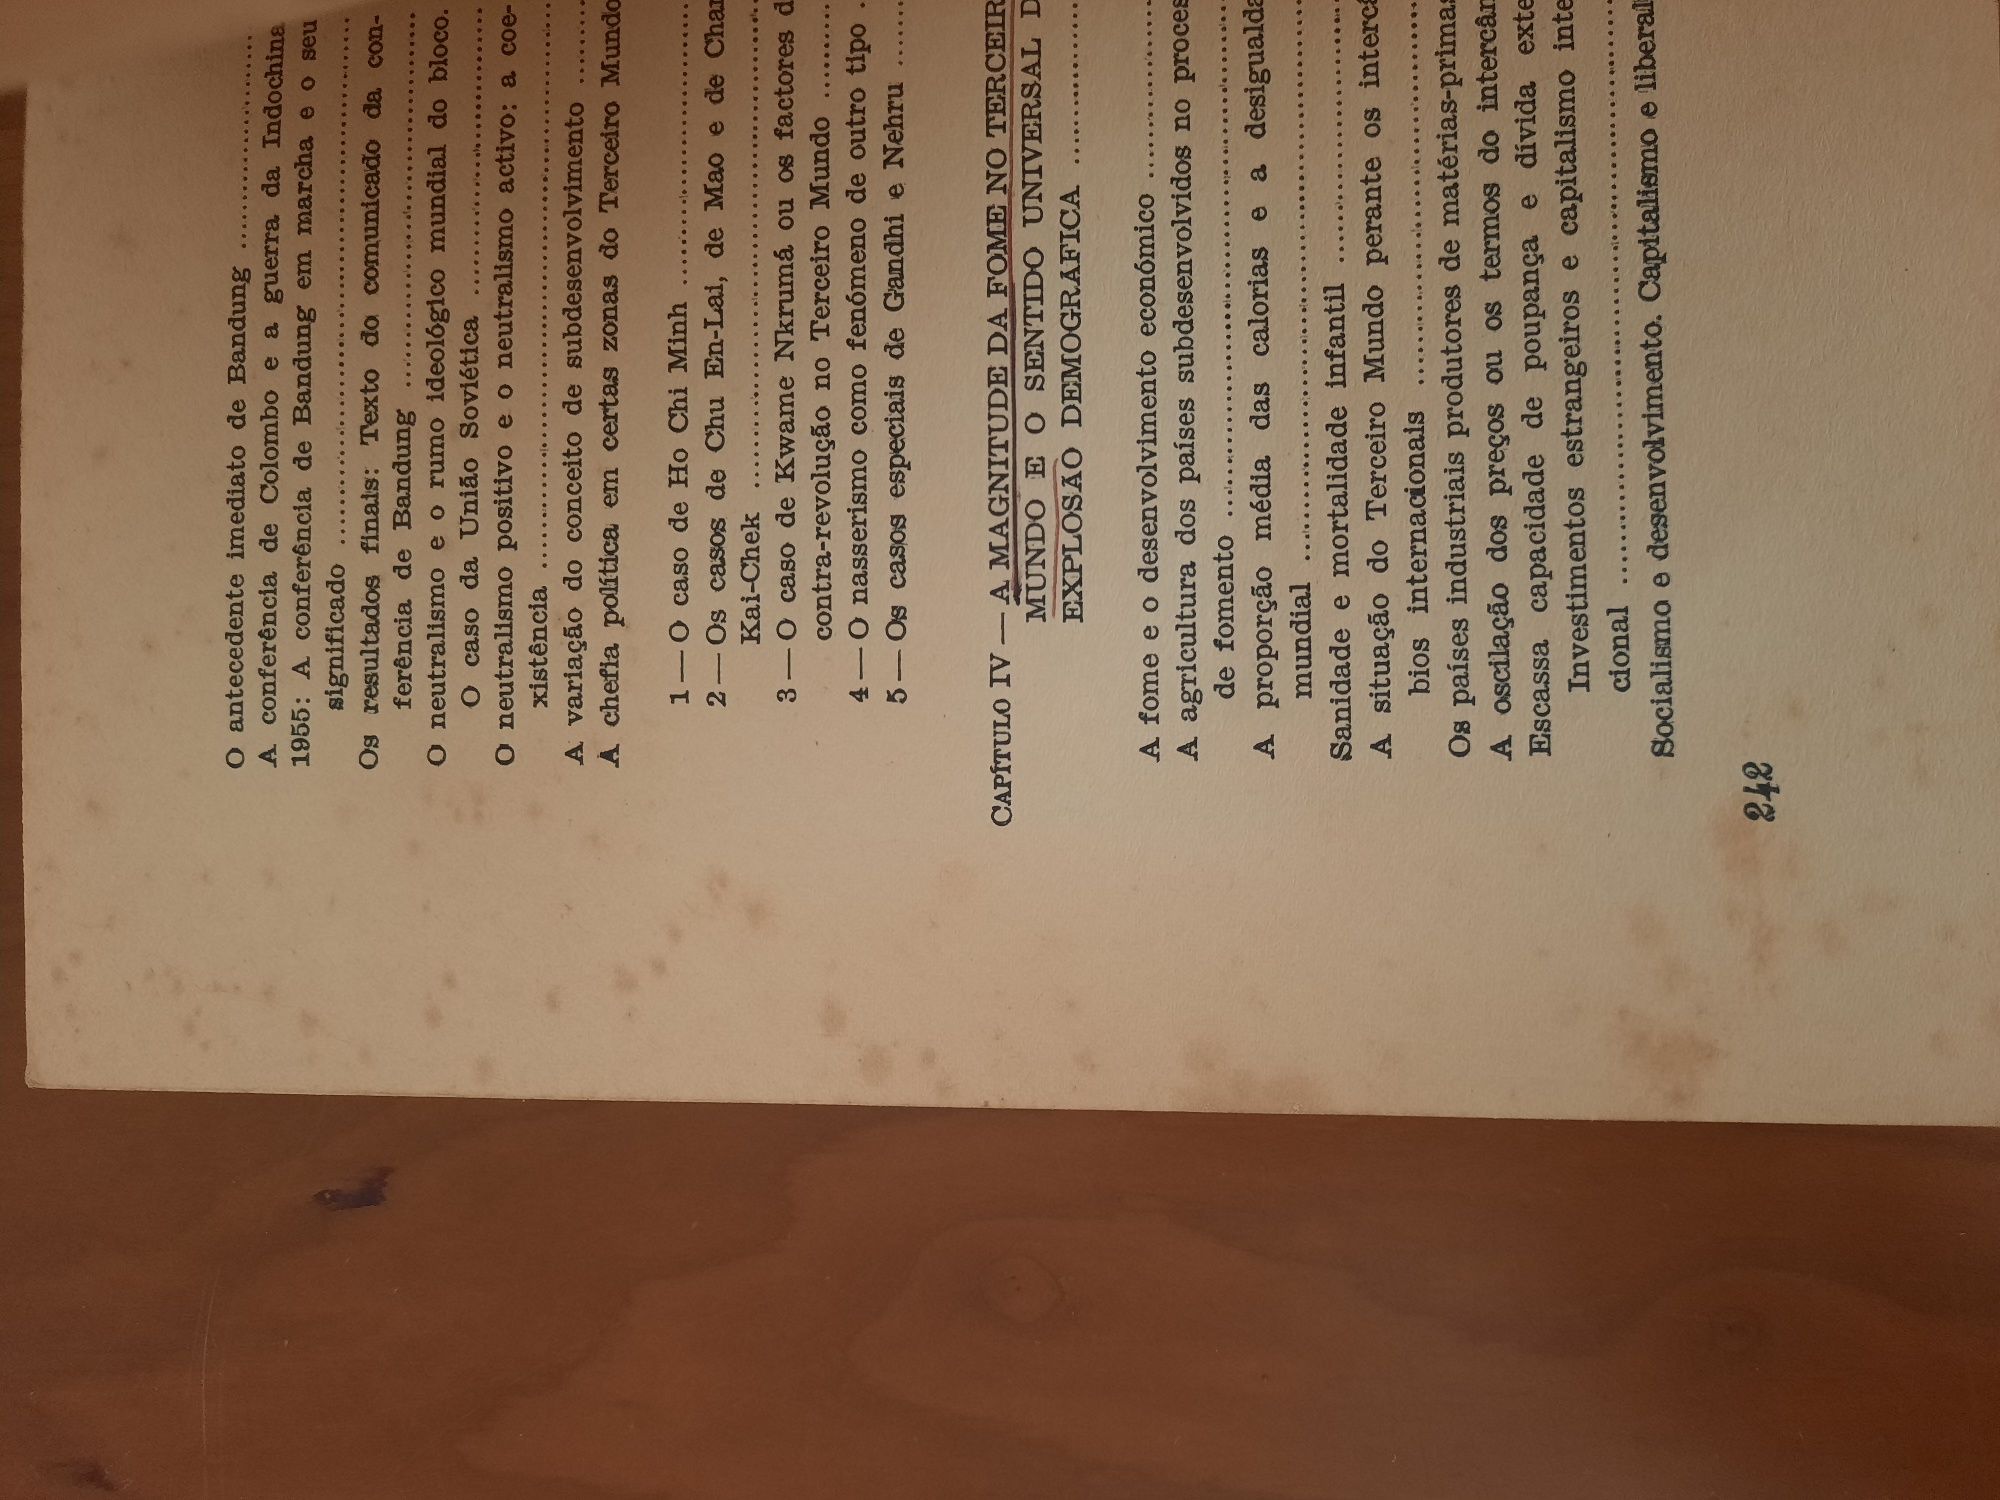 O antecedente imediato de Bandung ......................
A conferência de Colombo e a guerra da Indochina
1955: A conferência de Bandung em marcha e o seu
significado ......................................................
Os resultados finais: Texto do comunicado da con-
ferência de Bandung ......................................
O neutralismo e o rumo ideológico mundial do bloco.
O caso da União Soviética .............................
O neutralismo positivo e o neutralismo activo: a coe-
xistência .......................................................
A variação do conceito de subdesenvolvimento .......
A chefia política em certas zonas do Terceiro Mundo
1 — O caso de Ho Chi Minh .............................
2 — Os casos de Chu En-Lai, de Mao e de Chan
Kai-Chek .................................................
3 — O caso de Kwame Nkrumá ou os factores d
contra-revolução no Terceiro Mundo ..........
4 — O nasserismo como fenómeno de outro tipo .
5 — Os casos especiais de Gandhi e Nehru .......
CAPÍTULO IV — A MAGNITUDE DA FOME NO TERCEIR
MUNDO E O SENTIDO UNIVERSAL D
EXPLOSÃO DEMOGRÁFICA .................
A fome e o desenvolvimento económico .................
A agricultura dos países subdesenvolvidos no proces
de fomento ....................................................
A proporção média das calorias e a desigualda
mundial .........................................................
Sanidade e mortalidade infantil ..........................
A situação do Terceiro Mundo perante os intercâ
bios internacionais ........................................
Os países industriais produtores de matérias-primas
A oscilação dos preços ou os termos do intercân
Escassa capacidade de poupança e dívida exte
Investimentos estrangeiros e capitalismo inte
cional ...........................................................
Socialismo e desenvolvimento. Capitalismo e liberal
242